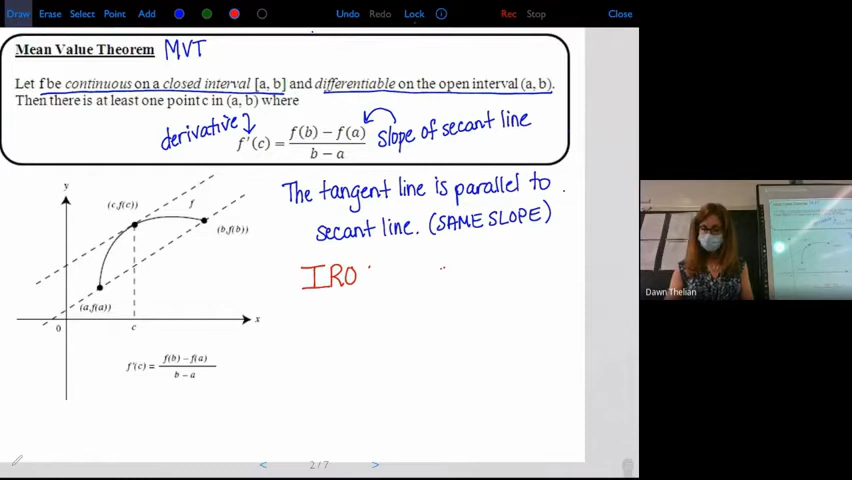 Draw Erase Select Point Add Undo Redo Lock Rec Stop Close
Mean Value Theorem MVT
Let f be continuous on a closed interval [a, b] and differentiable on the open interval (a, b).
Then there is at least one point c in (a, b) where
derivative f'(c) = f(b) – f(a) / b – a slope of secant line
The tangent line is parallel to
secant line. (SAME SLOPE)
IRO
y
(c,f(c))
f
(b,f(b))
(a,f(a))
0
c
x
f'(c) = f(b) – f(a) / b – a
2/7
Dawn Thelian